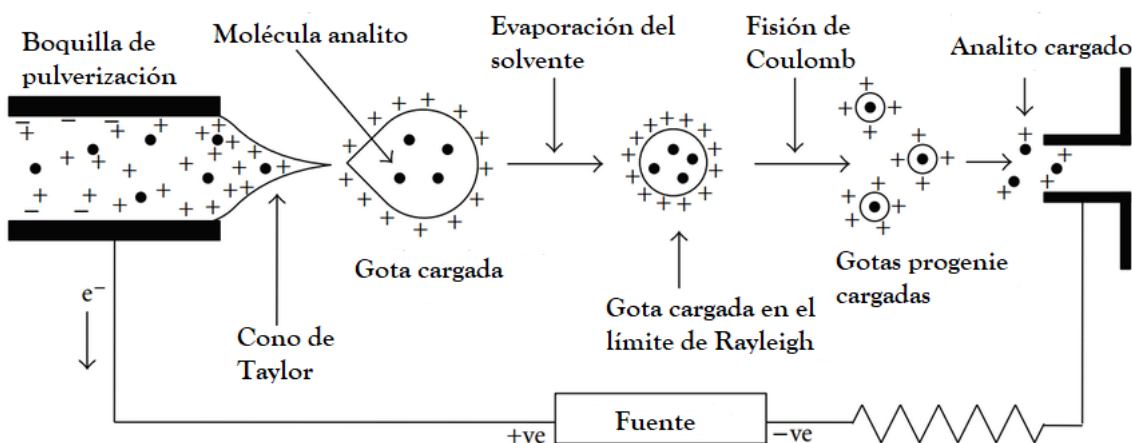 Boquilla de
pulverización
Molécula analito
Evaporación del
solvente
Fisión de
Coulomb
Analito cargado
Gota cargada
Gotas progenie
cargadas
e⁻
Cono de
Taylor
Gota cargada en el
límite de Rayleigh
+ve
Fuente
−ve